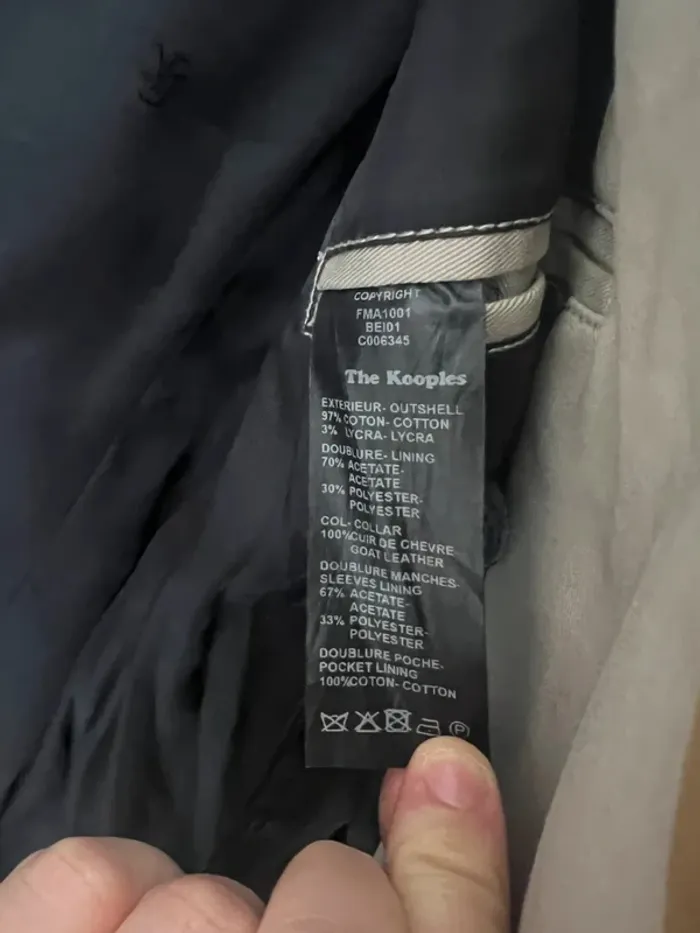 COPYRIGHT
FMA1001
BEI01
C006345
The Kooples
EXTERIEUR- OUTSHELL
97% COTON- COTTON
3% LYCRA- LYCRA
DOUBLURE- LINING
70% ACETATE-
ACETATE
30% POLYESTER-
POLYESTER
COL- COLLAR
100%CUIR DE CHEVRE
GOAT LEATHER
DOUBLURE MANCHES-
SLEEVES LINING
67% ACETATE-
ACETATE
33% POLYESTER-
POLYESTER
DOUBLURE POCHE-
POCKET LINING
100%COTON- COTTON
P